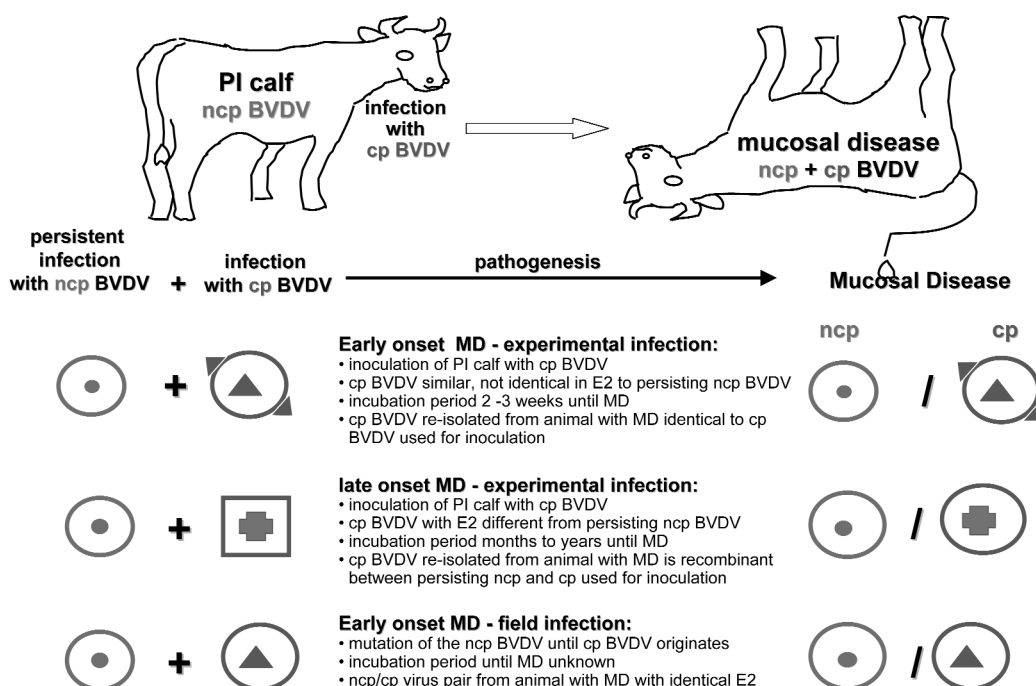 PI calf
ncp BVDV
infection
with
cp BVDV
mucosal disease
ncp + cp BVDV
persistent
infection
with ncp BVDV
+
infection
with cp BVDV
pathogenesis
Mucosal Disease
ncp
cp
Early onset MD - experimental infection:
• inoculation of PI calf with cp BVDV
• cp BVDV similar, not identical in E2 to persisting ncp BVDV
• incubation period 2 -3 weeks until MD
• cp BVDV re-isolated from animal with MD identical to cp
BVDV used for inoculation
+
/
late onset MD - experimental infection:
• inoculation of PI calf with cp BVDV
• cp BVDV with E2 different from persisting ncp BVDV
• incubation period months to years until MD
• cp BVDV re-isolated from animal with MD is recombinant
between persisting ncp and cp used for inoculation
+
/
Early onset MD - field infection:
• mutation of the ncp BVDV until cp BVDV originates
• incubation period until MD unknown
• ncp/cp virus pair from animal with MD with identical E2
+
/